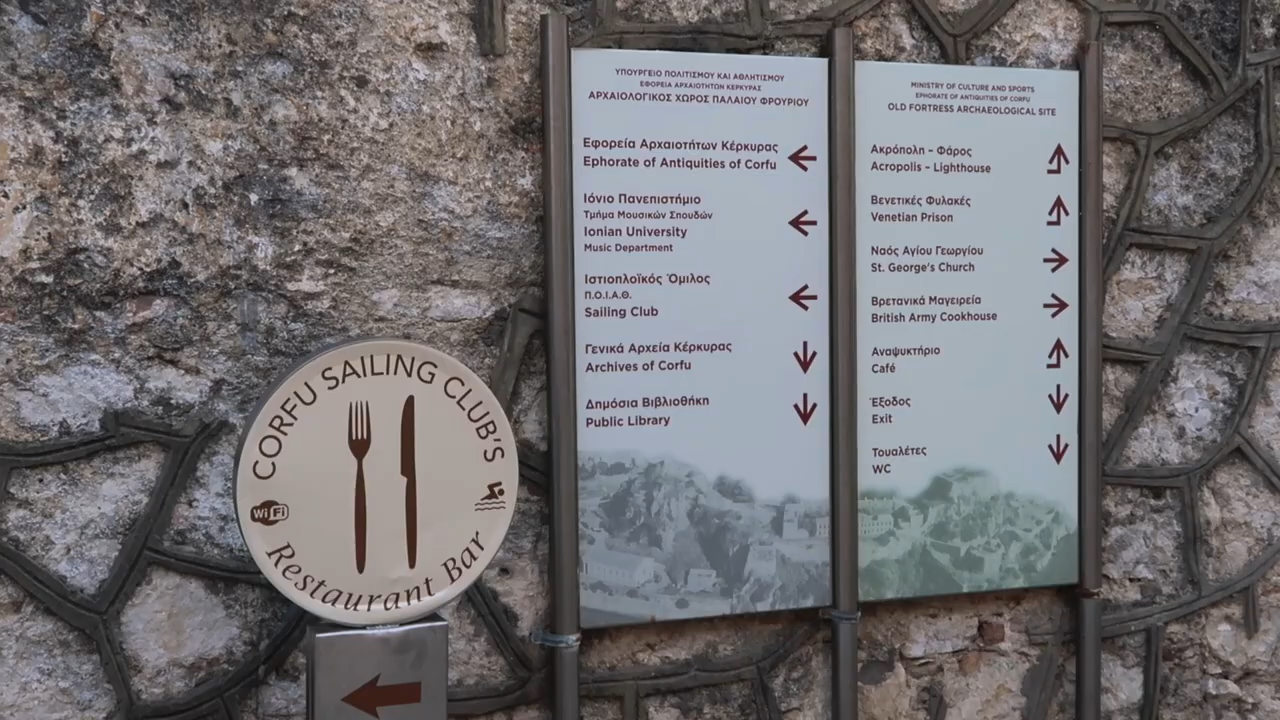 ΥΠΟΥΡΓΕΙΟ ΠΟΛΙΤΙΣΜΟΥ ΚΑΙ ΑΘΛΗΤΙΣΜΟΥ
ΕΦΟΡΕΙΑ ΑΡΧΑΙΟΤΗΤΩΝ ΚΕΡΚΥΡΑΣ
ΑΡΧΑΙΟΛΟΓΙΚΟΣ ΧΩΡΟΣ ΠΑΛΑΙΟΥ ΦΡΟΥΡΙΟΥ
Εφορεία Αρχαιοτήτων Κέρκυρας
Ephorate of Antiquities of Corfu
Ιόνιο Πανεπιστήμιο
Τμήμα Μουσικών Σπουδών
Ionian University
Music Department
Ιστιοπλοϊκός Όμιλος
Π.Ο.Ι.Α.Θ.
Sailing Club
Γενικά Αρχεία Κέρκυρας
Archives of Corfu
Δημόσια Βιβλιοθήκη
Public Library
MINISTRY OF CULTURE AND SPORTS
EPHORATE OF ANTIQUITIES OF CORFU
OLD FORTRESS ARCHAEOLOGICAL SITE
Ακρόπολη – Φάρος
Acropolis – Lighthouse
Βενετικές Φυλακές
Venetian Prison
Ναός Αγίου Γεωργίου
St. George's Church
Βρετανικά Μαγειρεία
British Army Cookhouse
Αναψυκτήριο
Café
Έξοδος
Exit
Τουαλέτες
WC
CORFU SAILING CLUB'S
WiFi
Restaurant Bar